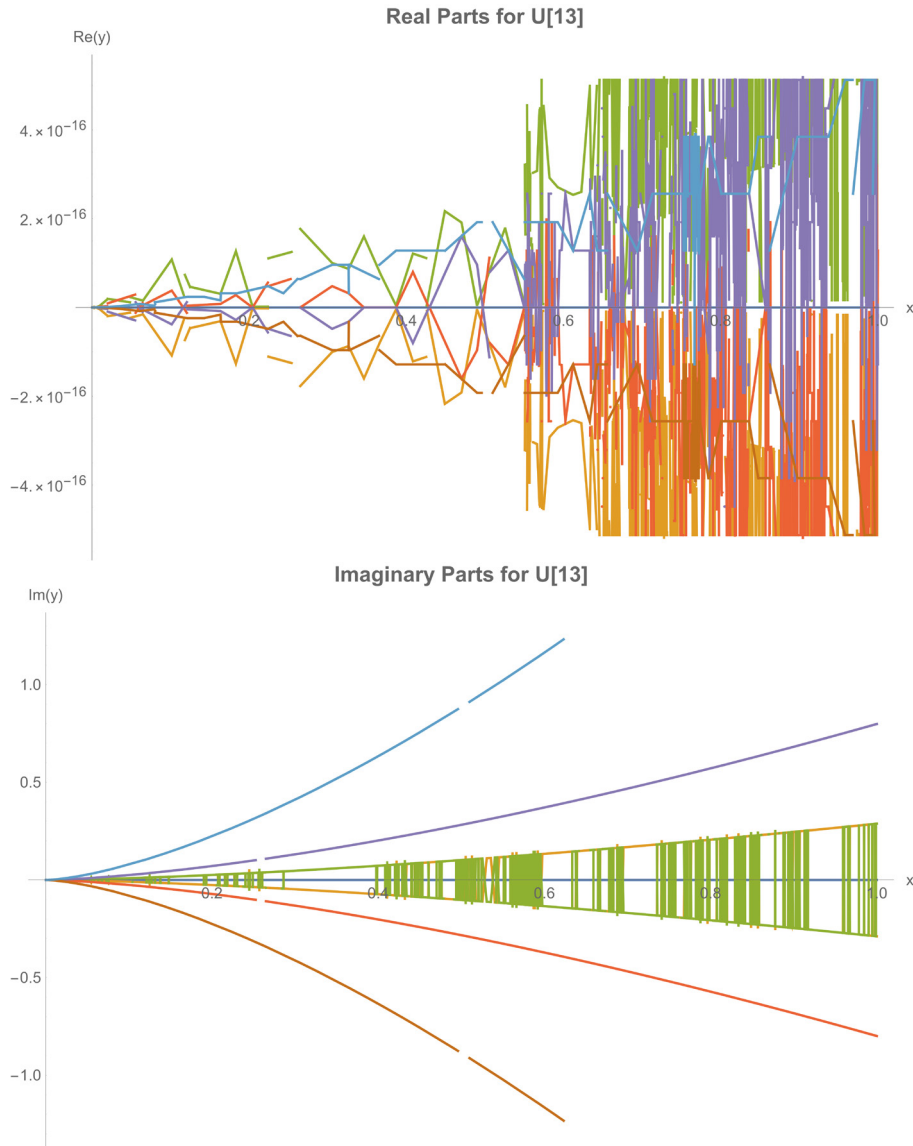 Real Parts for U[13]
Re(y)
4.×10⁻¹⁶
2.×10⁻¹⁶
0.2 0.4 0.6 0.8 1.0 x
−2.×10⁻¹⁶
−4.×10⁻¹⁶
Imaginary Parts for U[13]
Im(y)
1.0
0.5
0.2 0.4 0.6 0.8 1.0 x
−0.5
−1.0